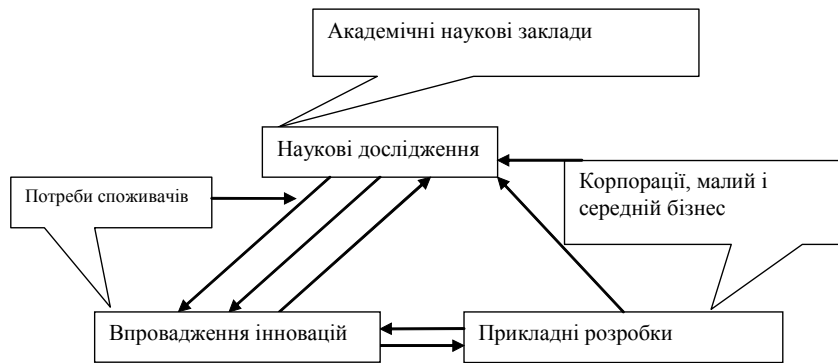 Академічні наукові заклади
Наукові дослідження
Потреби споживачів
Корпорації, малий і
середній бізнес
Впровадження інновацій
Прикладні розробки